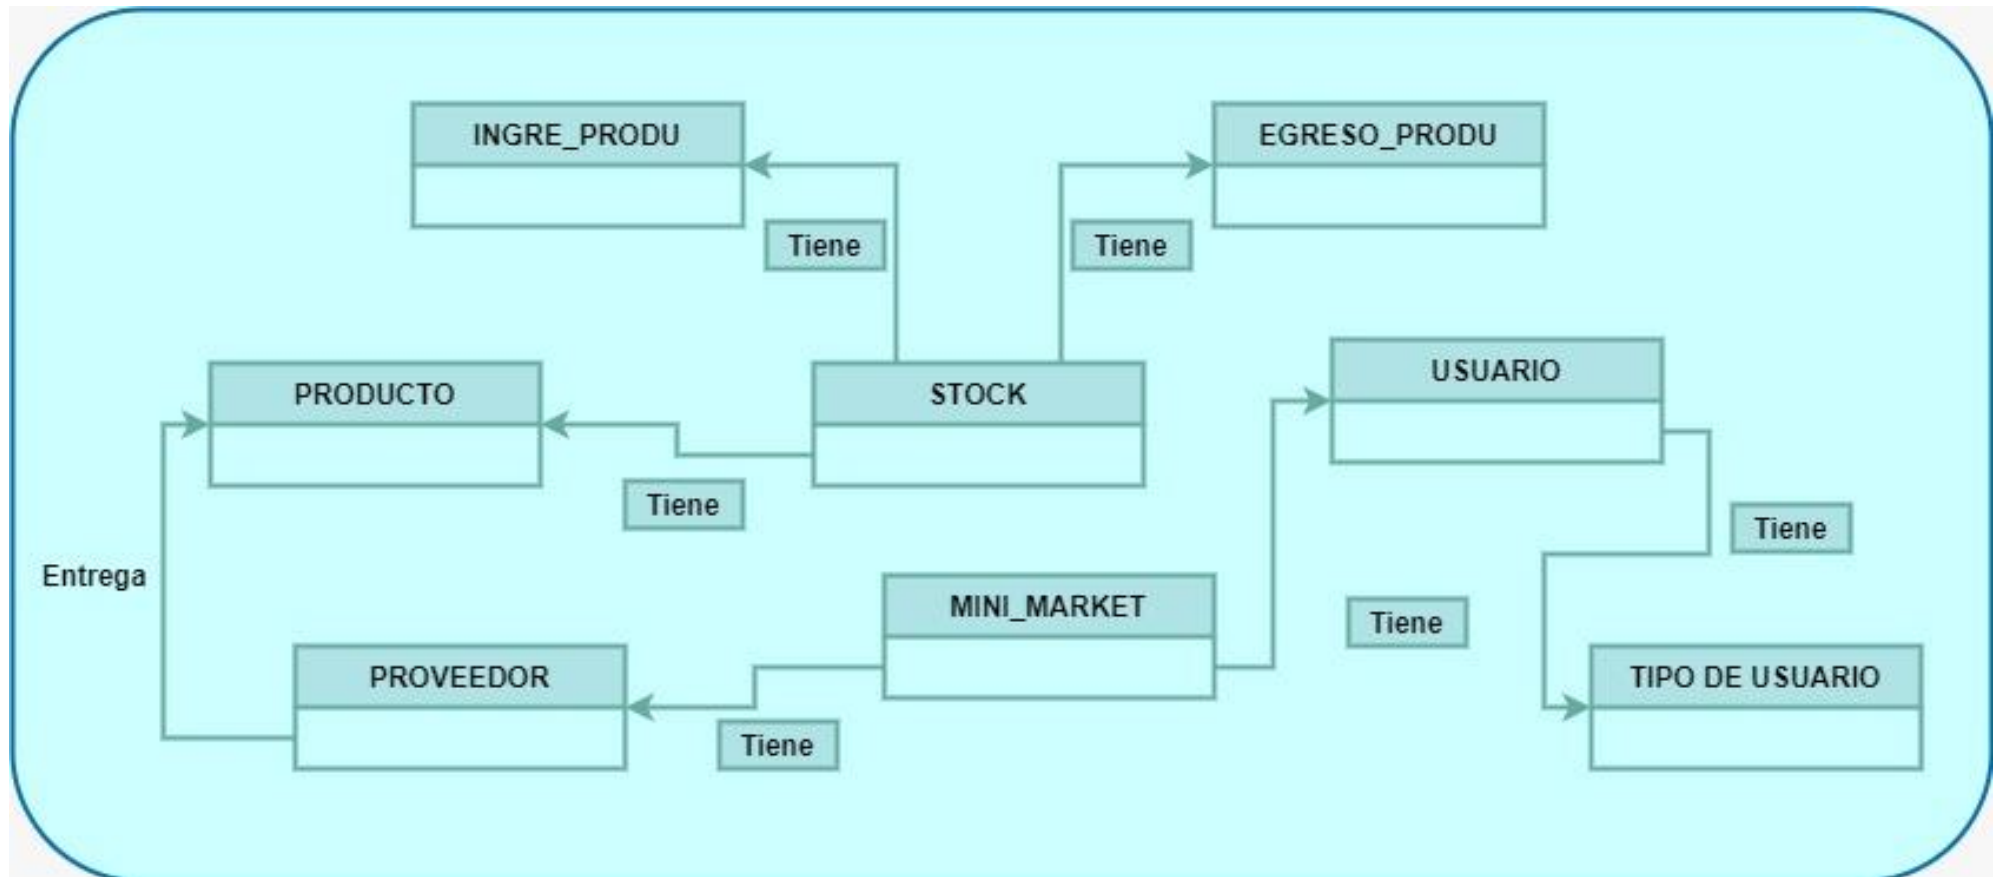 INGRE_PRODU
EGRESO_PRODU
Tiene
Tiene
USUARIO
PRODUCTO
STOCK
Tiene
Tiene
Entrega
MINI_MARKET
Tiene
PROVEEDOR
TIPO DE USUARIO
Tiene